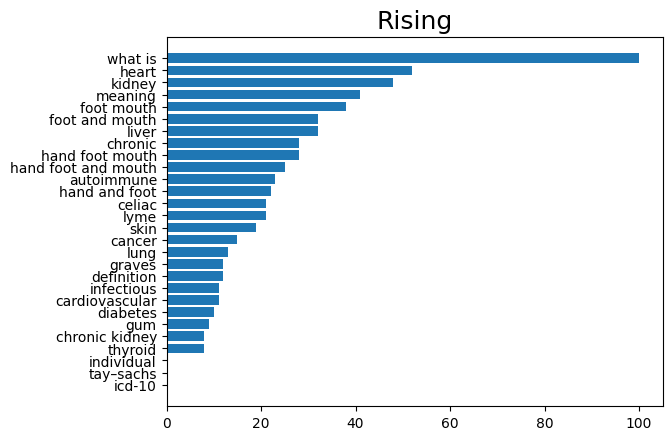 Rising
what is
heart
kidney
meaning
foot mouth
foot and mouth
liver
chronic
hand foot mouth
hand foot and mouth
autoimmune
hand and foot
celiac
lyme
skin
cancer
lung
graves
definition
infectious
cardiovascular
diabetes
gum
chronic kidney
thyroid
individual
tay–sachs
icd-10
0 20 40 60 80 100